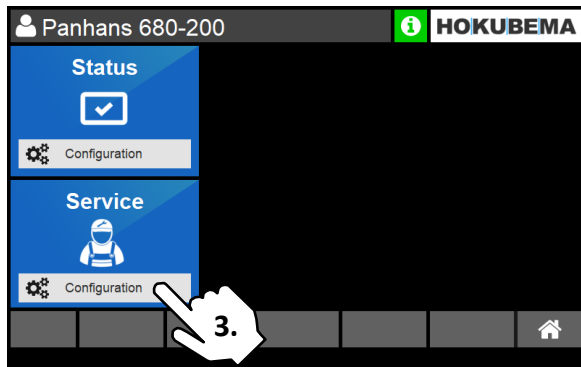 Panhans 680-200
i HOKUBEMA
Status
Configuration
Service
Configuration
3.